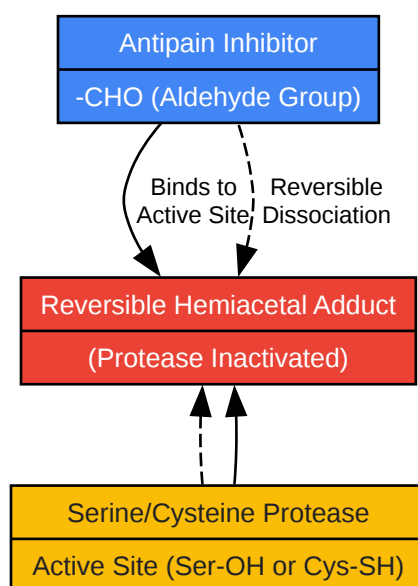 Antipain Inhibitor
-CHO (Aldehyde Group)
Binds to
Active Site
Reversible
Dissociation
Reversible Hemiacetal Adduct
(Protease Inactivated)
Serine/Cysteine Protease
Active Site (Ser-OH or Cys-SH)